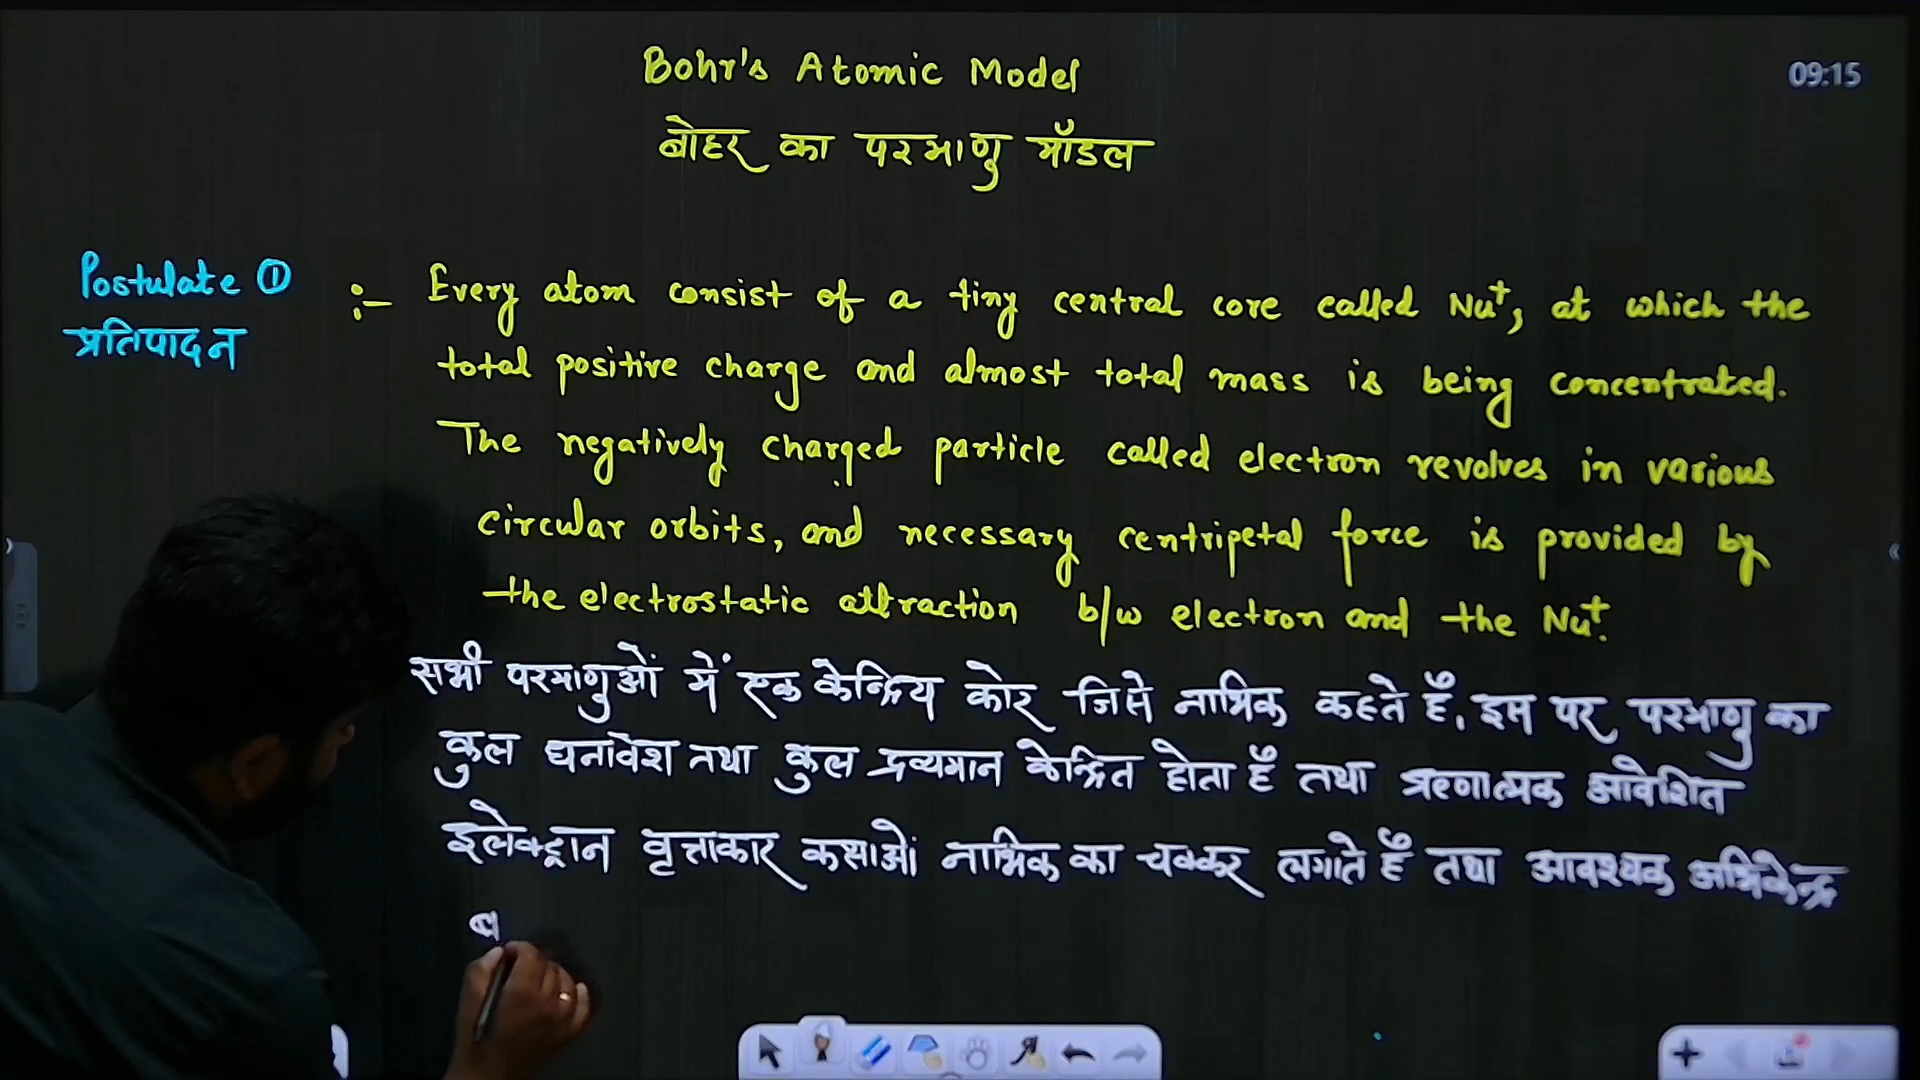 Bohr's Atomic Model
09:15
बोहर का परमाणु मॉडल
Postulate ①
प्रतिपादन
:- Every atom consist of a tiny central core called Nu⁺, at which the
total positive charge and almost total mass is being concentrated.
The negatively charged particle called electron revolves in various
circular orbits, and necessary centripetal force is provided by
the electrostatic attraction b/w electron and the Nu⁺.
सभी परमाणुओं में एक केन्द्रिय कोर जिसे नाभिक कहते हैं, इस पर परमाणु का
कुल धनावेश तथा कुल द्रव्यमान केन्द्रित होता हैं तथा ऋणात्मक आवेशित
इलेक्ट्रान वृत्ताकार कक्षाओं नाभिक का चक्कर लगाते हैं तथा आवश्यक अभिकेन्द्र
ब